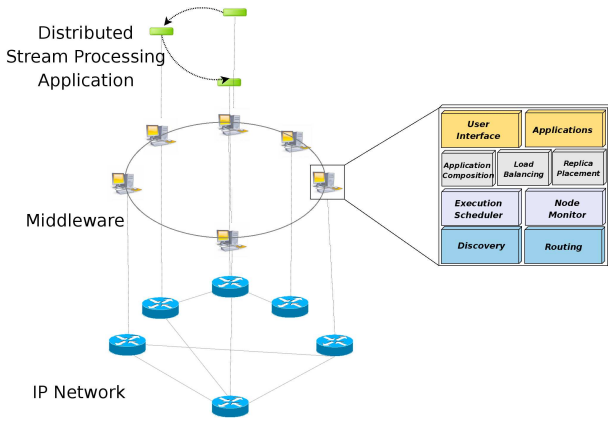 Distributed
Stream Processing
Application
User
Interface
Applications
Application
Composition
Load
Balancing
Replica
Placement
Middleware
Execution
Scheduler
Node
Monitor
Discovery
Routing
IP Network